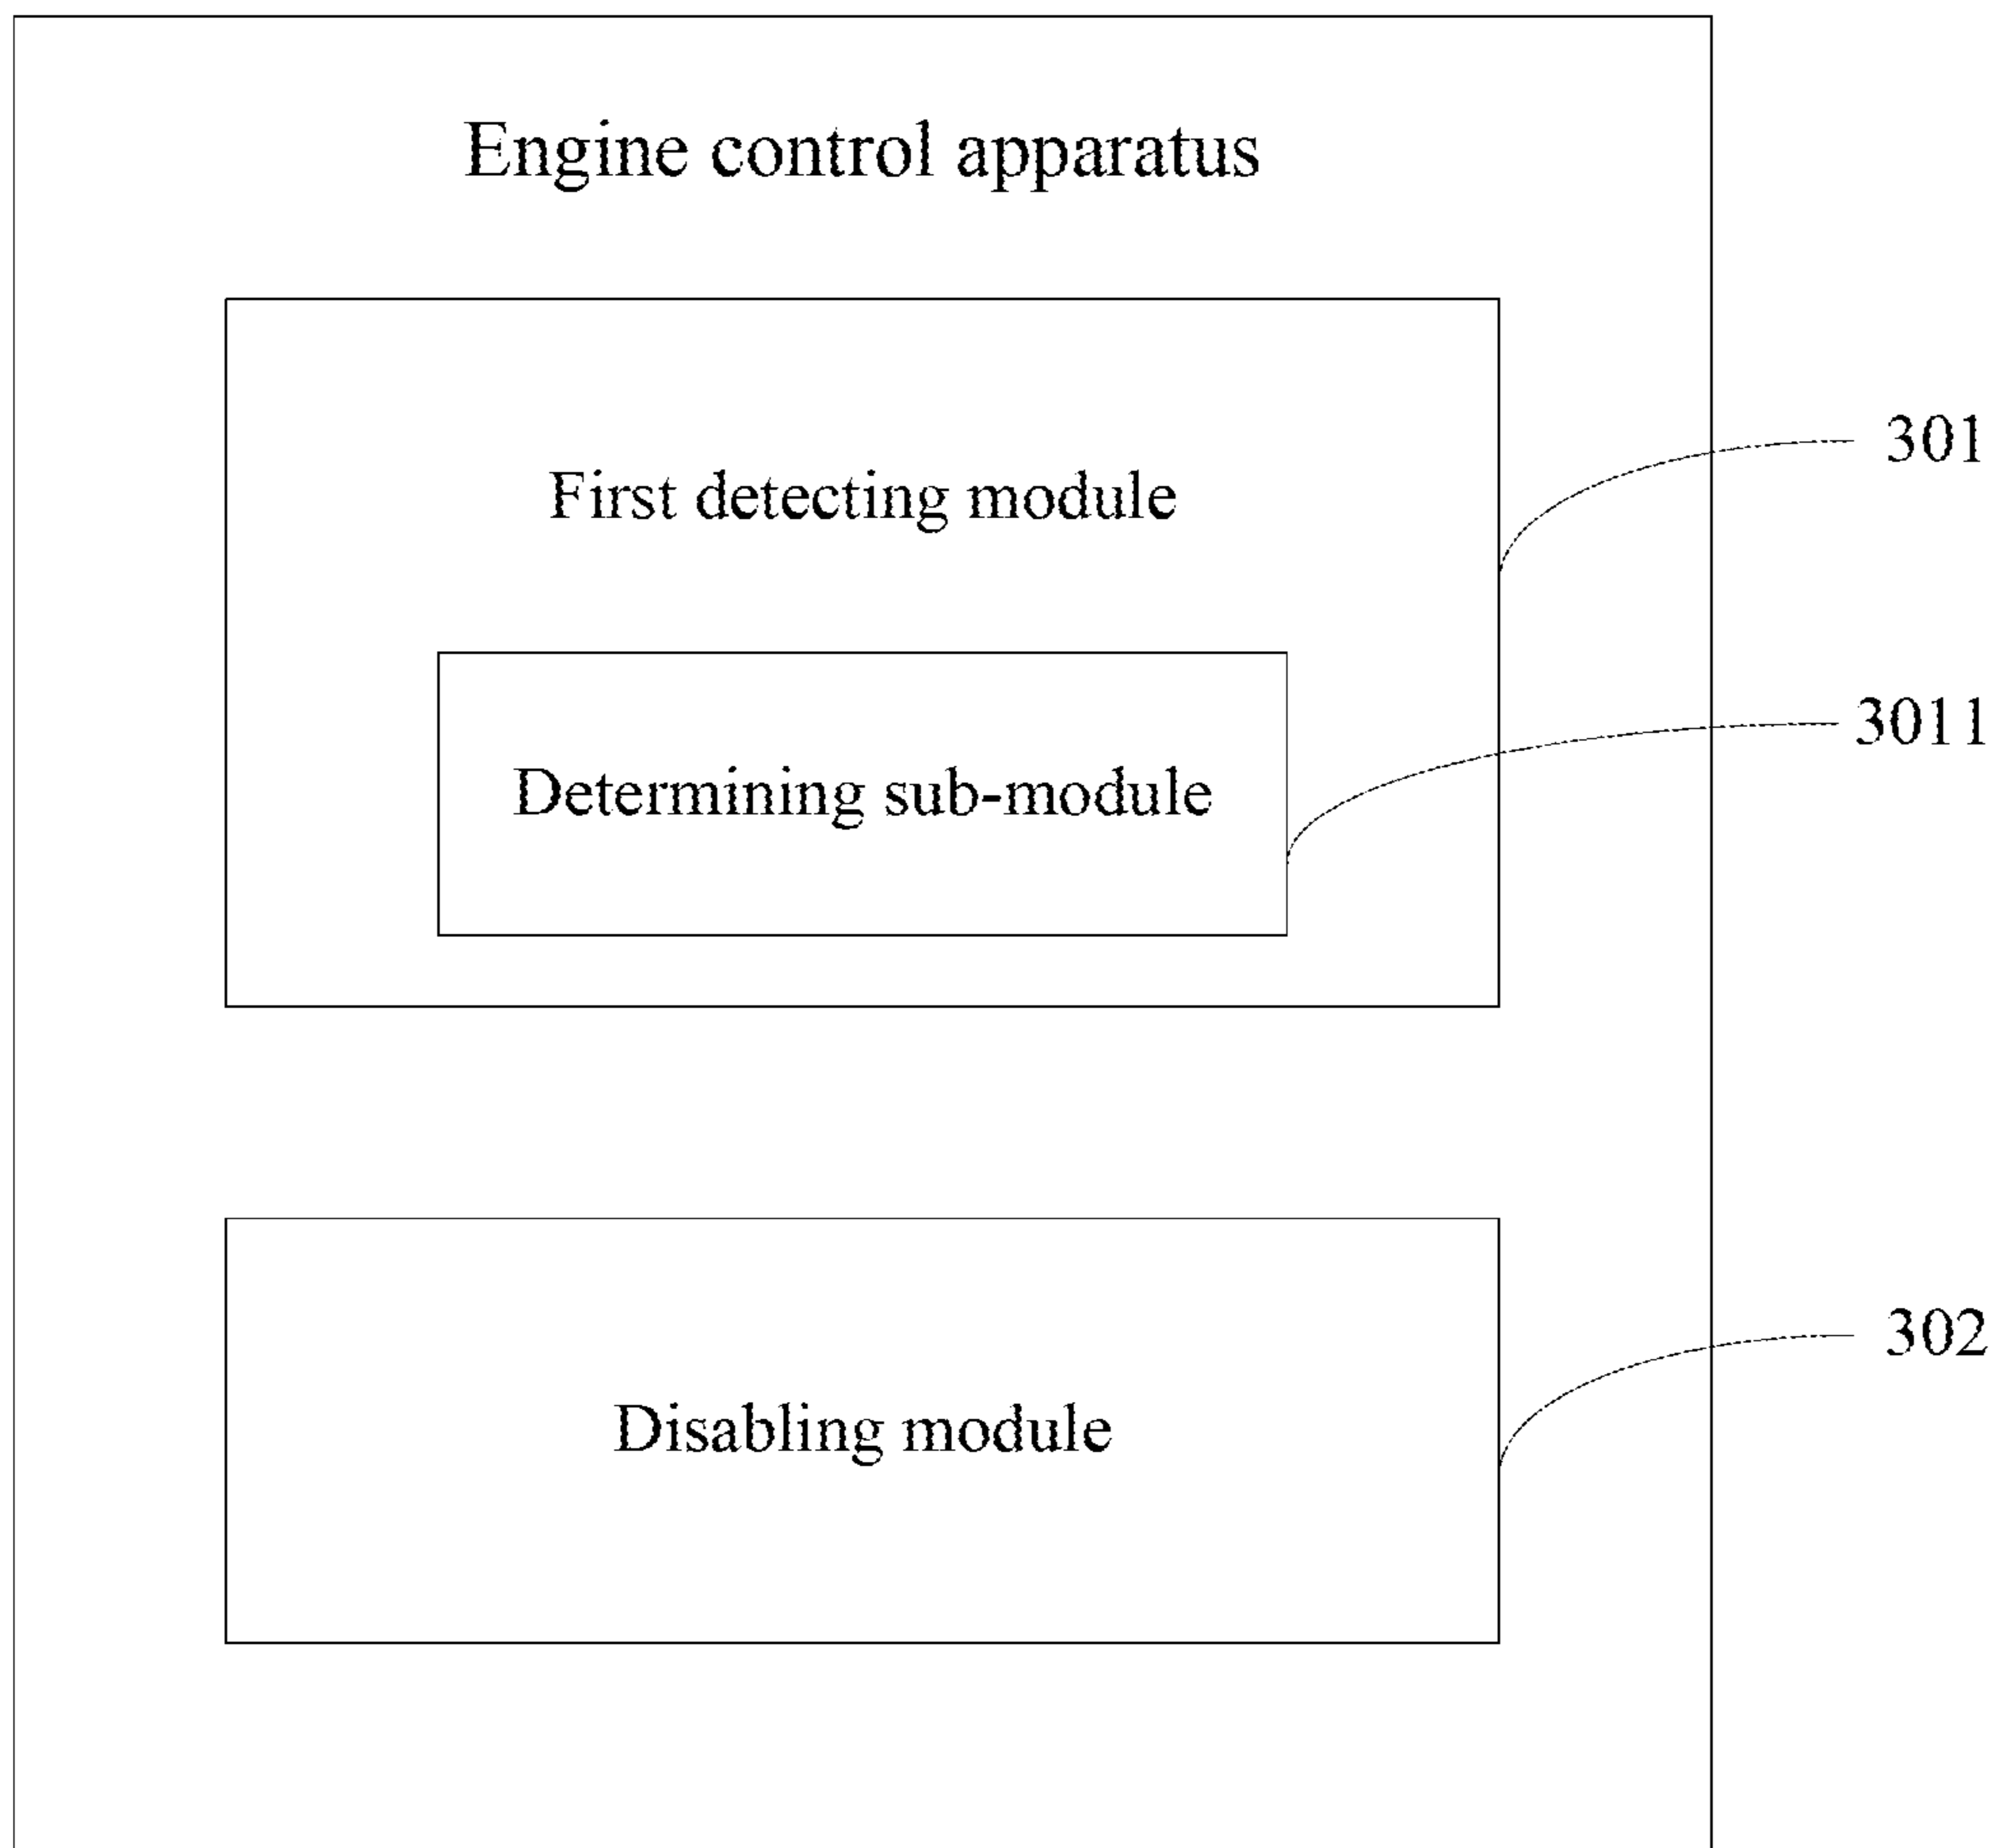 Engine control apparatus
First detecting module
301
Determining sub-module
3011
Disabling module
302